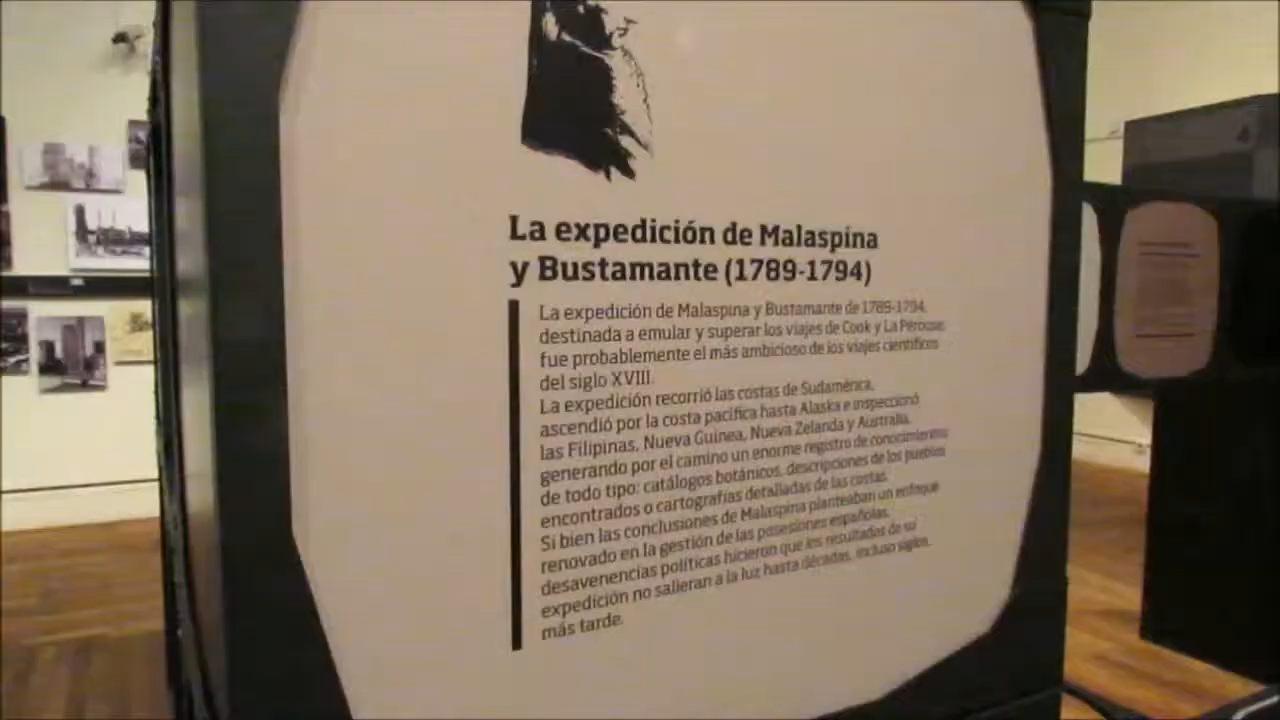 La expedición de Malaspina
y Bustamante (1789-1794)
La expedición de Malaspina y Bustamante de 1789-1794,
destinada a emular y superar los viajes de Cook y La Pérouse,
fue probablemente el más ambicioso de los viajes científicos
del siglo XVIII.
La expedición recorrió las costas de Sudamérica,
ascendió por la costa pacífica hasta Alaska e inspeccionó
las Filipinas, Nueva Guinea, Nueva Zelanda y Australia,
generando por el camino un enorme registro de conocimientos
de todo tipo: catálogos botánicos, descripciones de los pueblos
encontrados o cartografías detalladas de las costas.
Si bien las conclusiones de Malaspina planteaban un enfoque
renovado en la gestión de las posesiones españolas,
desavenencias políticas hicieron que los resultados de su
expedición no salieran a la luz hasta décadas, incluso siglos,
más tarde.